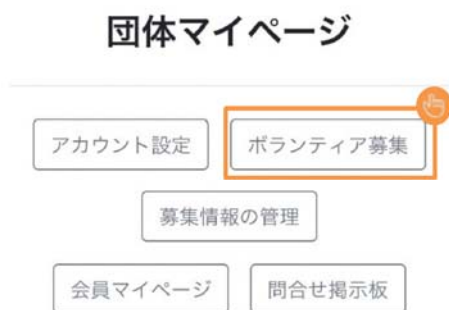 団体マイページ
アカウント設定 ボランティア募集
募集情報の管理
会員マイページ 問合せ掲示板